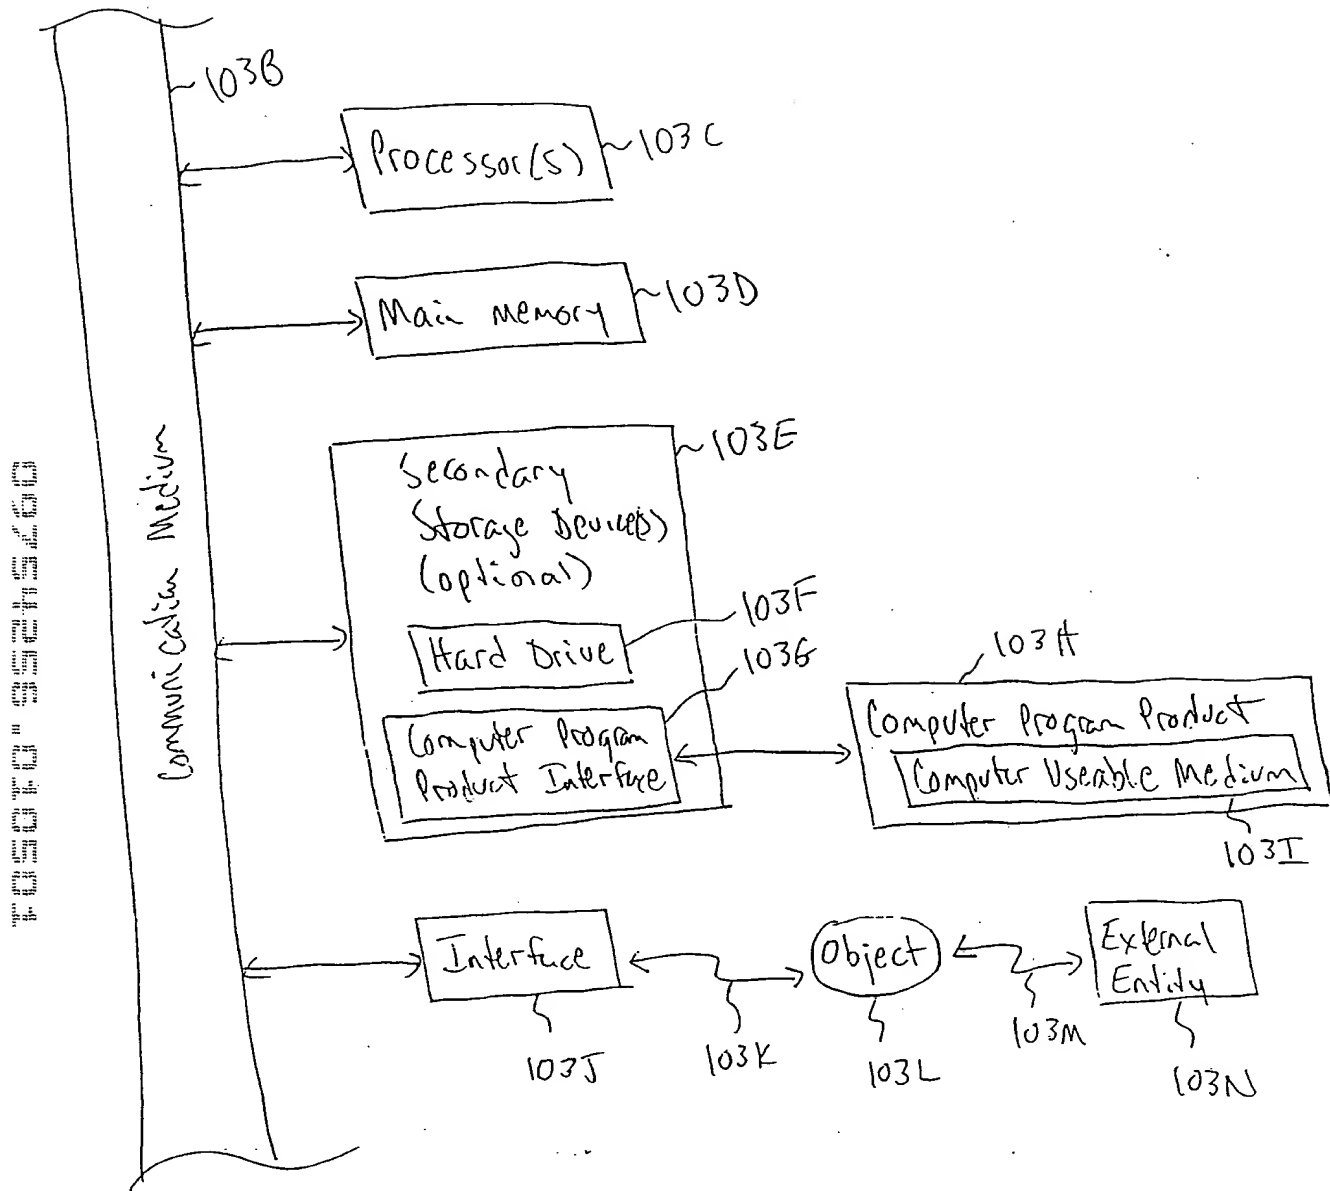 103B
Processor(s)
103C
Main memory
103D
103E
Secondary
Storage Device(s)
(optional)
103F
Hard Drive
103G
103H
Computer Program
Product Interface
Computer Program Product
Computer Useable Medium
103I
Communication Medium
Interface
Object
External
Entity
103J
103K
103L
103M
103N